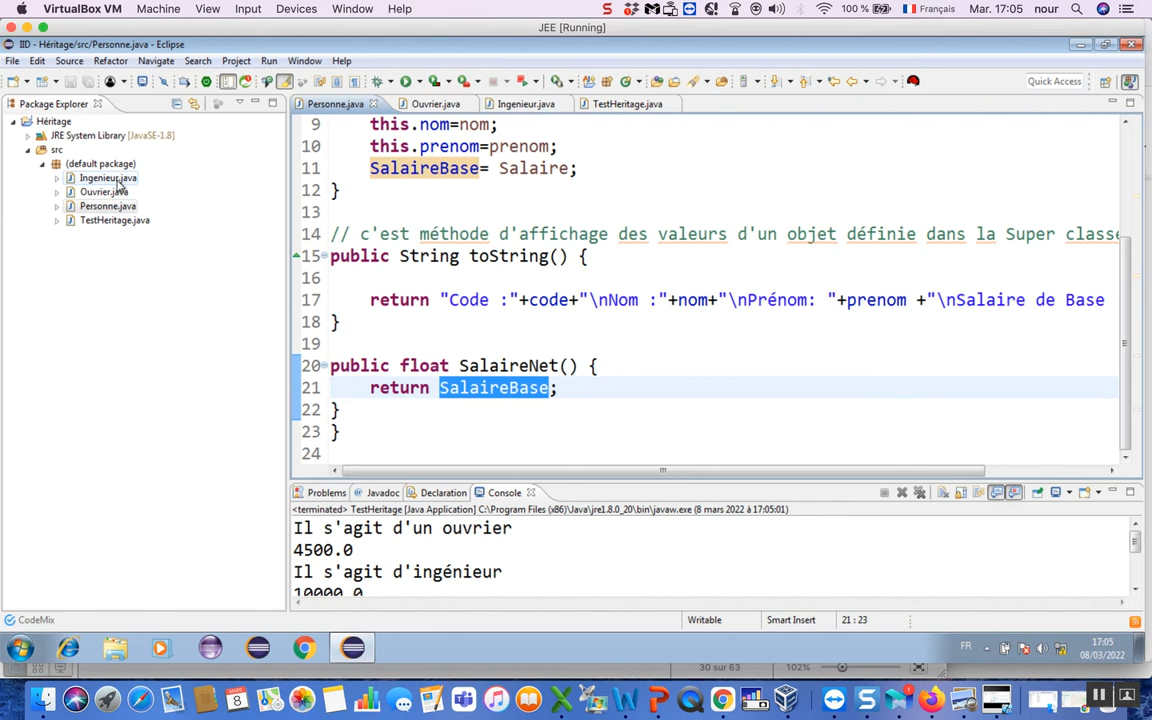 VirtualBox VM Machine View Input Devices Window Help 100 % Français Mar. 17:05 nour
JEE [Running]
IID - Héritage/src/Personne.java - Eclipse
File Edit Source Refactor Navigate Search Project Run Window Help
Quick Access
Package Explorer
Personne.java Ouvrier.java Ingenieur.java TestHeritage.java
Héritage
JRE System Library [JavaSE-1.8]
src
(default package)
Ingenieur.java
Ouvrier.java
Personne.java
TestHeritage.java
9 this.nom=nom;
10 this.prenom=prenom;
11 SalaireBase= Salaire;
12 }
13
14 // c'est méthode d'affichage des valeurs d'un objet définie dans la Super classe
15 public String toString() {
16
17 return "Code :"+code+"\nNom :"+nom+"\nPrénom: "+prenom +"\nSalaire de Base
18 }
19
20 public float SalaireNet() {
21 return SalaireBase;
22 }
23 }
24
Problems Javadoc Declaration Console
<terminated> TestHeritage [Java Application] C:\Program Files (x86)\Java\jre1.8.0_20\bin\javaw.exe (8 mars 2022 à 17:05:01)
Il s'agit d'un ouvrier
4500.0
Il s'agit d'ingénieur
10000.0
CodeMix Writable Smart Insert 21 : 23
FR 17:05
08/03/2022
30 sur 63 102%